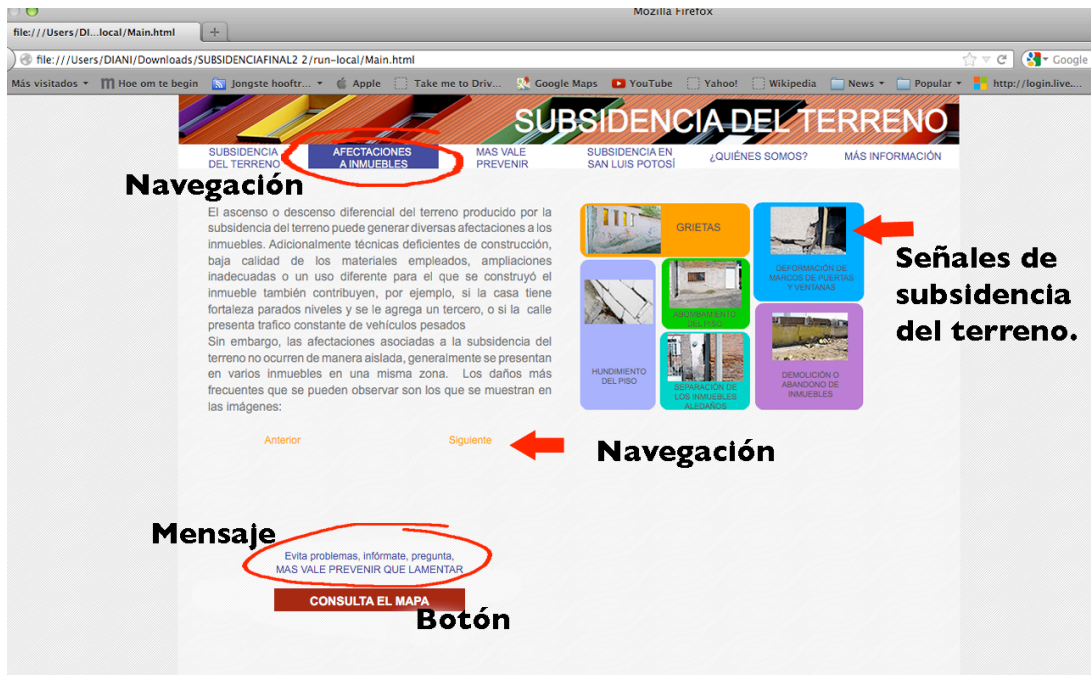 Mozilla Firefox
file:///Users/DI...local/Main.html
file:///Users/DIANI/Downloads/SUBSIDENCIAFINAL2 2/run-local/Main.html
Google
Más visitados
Hoe om te begin
Jongste hooftr...
Apple
Take me to Driv...
Google Maps
YouTube
Yahoo!
Wikipedia
News
Popular
http://login.live....
SUBSIDENCIA DEL TERRENO
SUBSIDENCIA
DEL TERRENO
AFECTACIONES
A INMUEBLES
MAS VALE
PREVENIR
SUBSIDENCIA EN
SAN LUIS POTOSÍ
¿QUIÉNES SOMOS?
MÁS INFORMACIÓN
Navegación
El ascenso o descenso diferencial del terreno producido por la
subsidencia del terreno puede generar diversas afectaciones a los
inmuebles. Adicionalmente técnicas deficientes de construcción,
baja calidad de los materiales empleados, ampliaciones
inadecuadas o un uso diferente para el que se construyó el
inmueble también contribuyen, por ejemplo, si la casa tiene
fortaleza parados niveles y se le agrega un tercero, o si la calle
presenta trafico constante de vehículos pesados
Sin embargo, las afectaciones asociadas a la subsidencia del
terreno no ocurren de manera aislada, generalmente se presentan
en varios inmuebles en una misma zona. Los daños más
frecuentes que se pueden observar son los que se muestran en
las imágenes:
Anterior
Siguiente
GRIETAS
DEFORMACIÓN DE
MARCOS DE PUERTAS
Y VENTANAS
HUNDIMIENTO
DEL PISO
ABOMBAMIENTO
DEL PISO
SEPARACIÓN DE
LOS INMUEBLES
ALEDAÑOS
DEMOLICIÓN O
ABANDONO DE
INMUEBLES
Señales de
subsidencia
del terreno.
Navegación
Mensaje
Evita problemas, infórmate, pregunta,
MAS VALE PREVENIR QUE LAMENTAR
CONSULTA EL MAPA
Botón